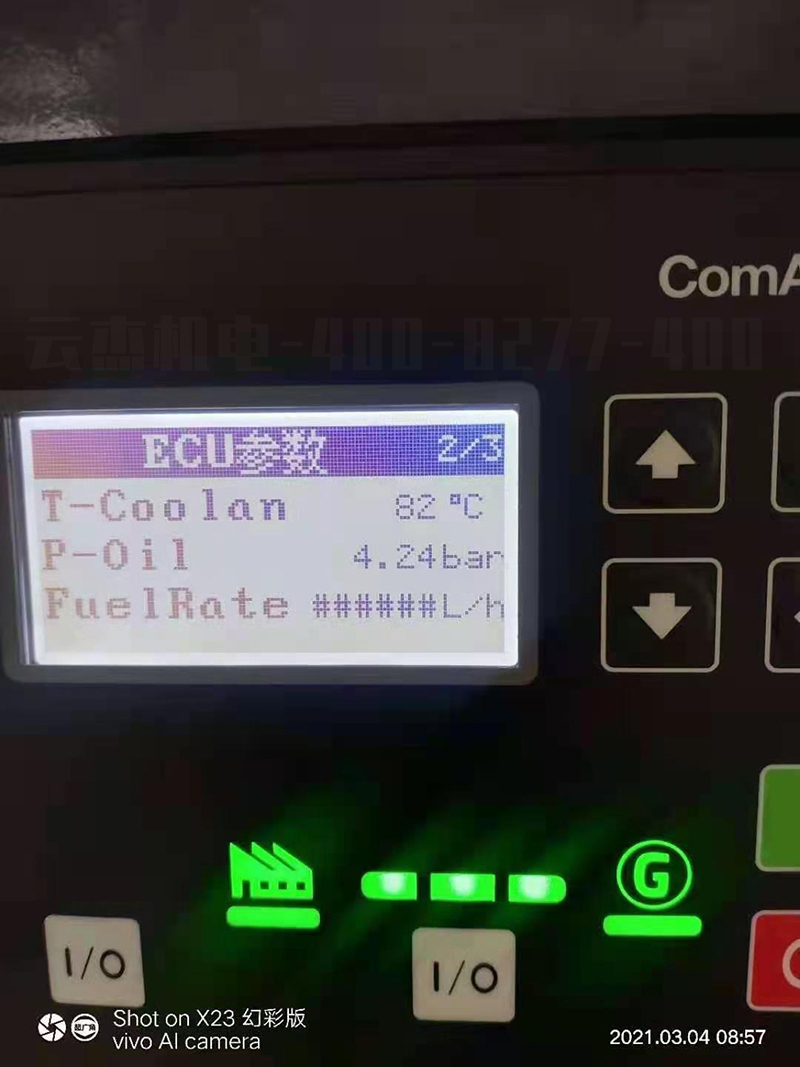 ComA
云杰机电-400-8277-400
ECU参数 2/3
T-Coolan 82 °C
P-Oil 4.24bar
FuelRate ######L/h
G
I/O I/O
Shot on X23 幻彩版
vivo AI camera
2021.03.04 08:57